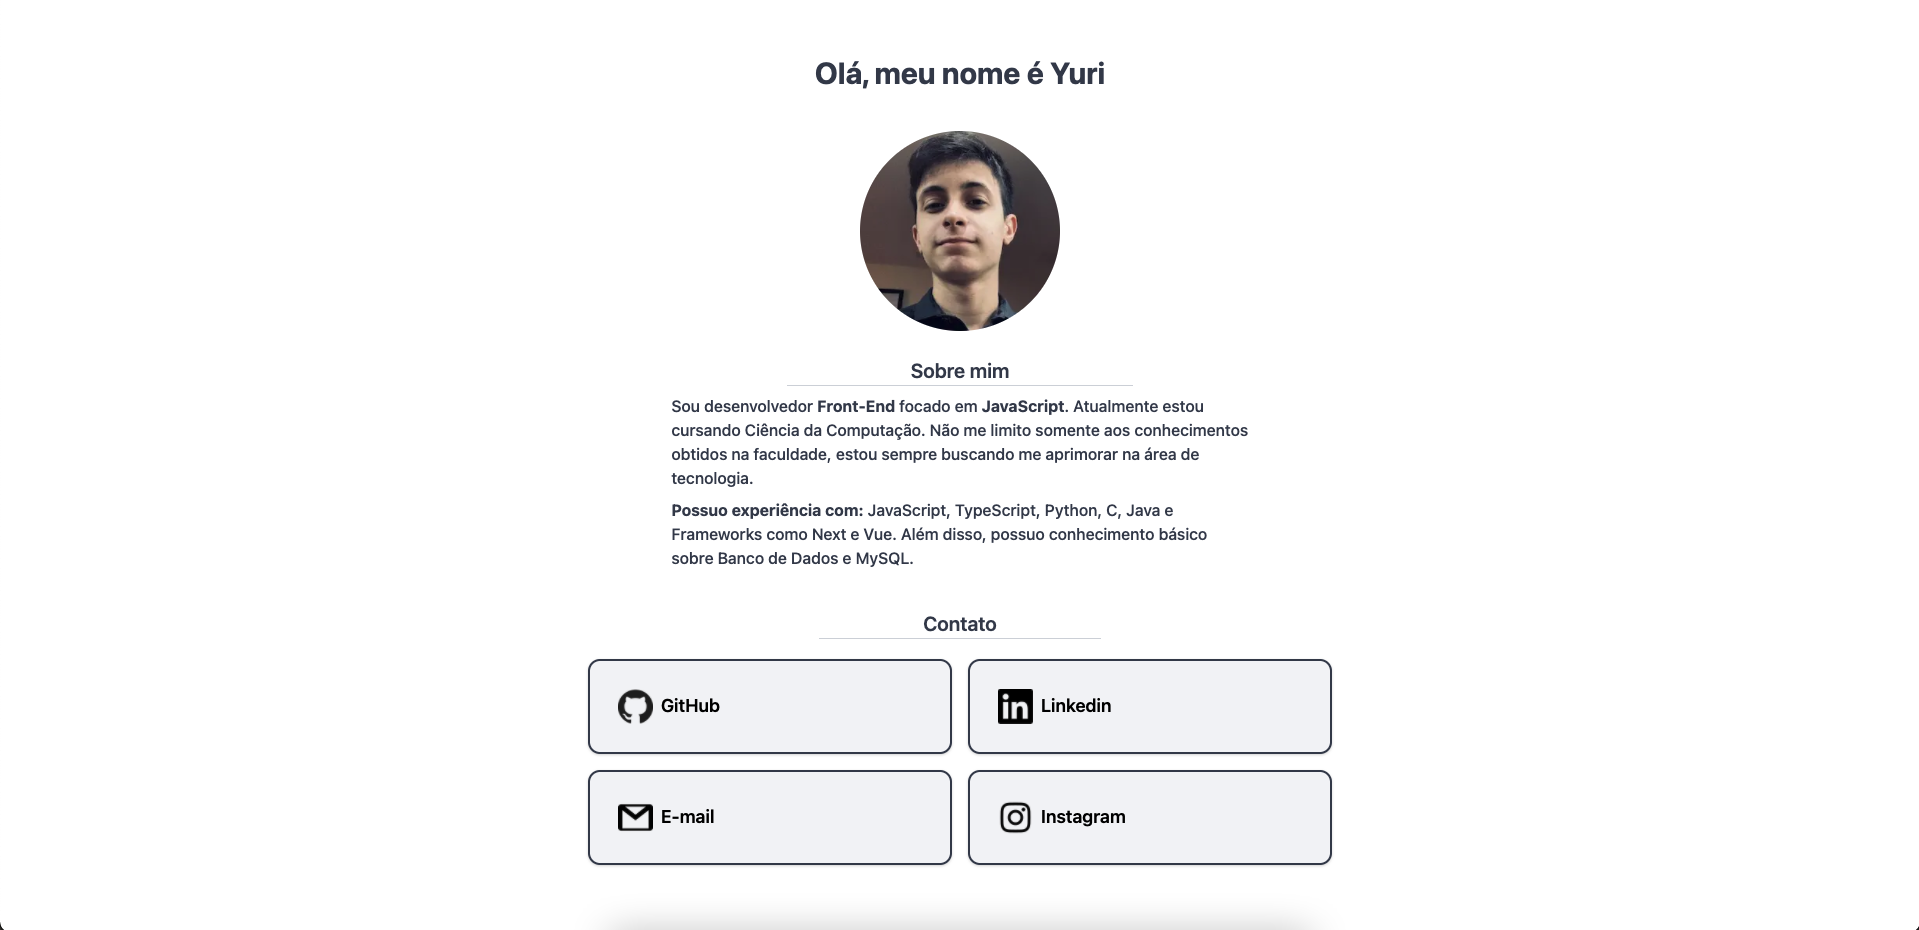 Olá, meu nome é Yuri
Sobre mim
Sou desenvolvedor Front-End focado em JavaScript. Atualmente estou
cursando Ciência da Computação. Não me limito somente aos conhecimentos
obtidos na faculdade, estou sempre buscando me aprimorar na área de
tecnologia.
Possuo experiência com: JavaScript, TypeScript, Python, C, Java e
Frameworks como Next e Vue. Além disso, possuo conhecimento básico
sobre Banco de Dados e MySQL.
Contato
GitHub
Linkedin
E-mail
Instagram